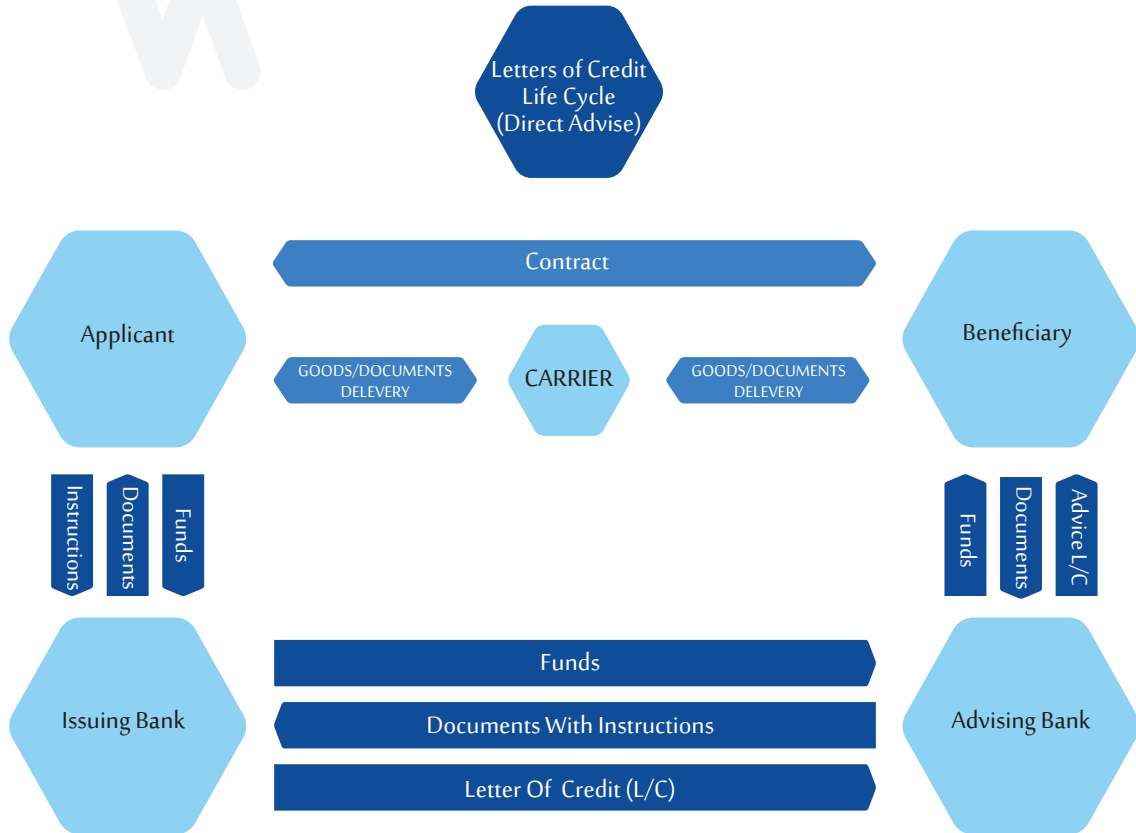 Letters of Credit
Life Cycle
(Direct Advise)
Contract
Applicant
Beneficiary
GOODS/DOCUMENTS
DELEVERY
CARRIER
GOODS/DOCUMENTS
DELEVERY
Instructions
Documents
Funds
Funds
Documents
Advice L/C
Funds
Issuing Bank
Documents With Instructions
Advising Bank
Letter Of Credit (L/C)